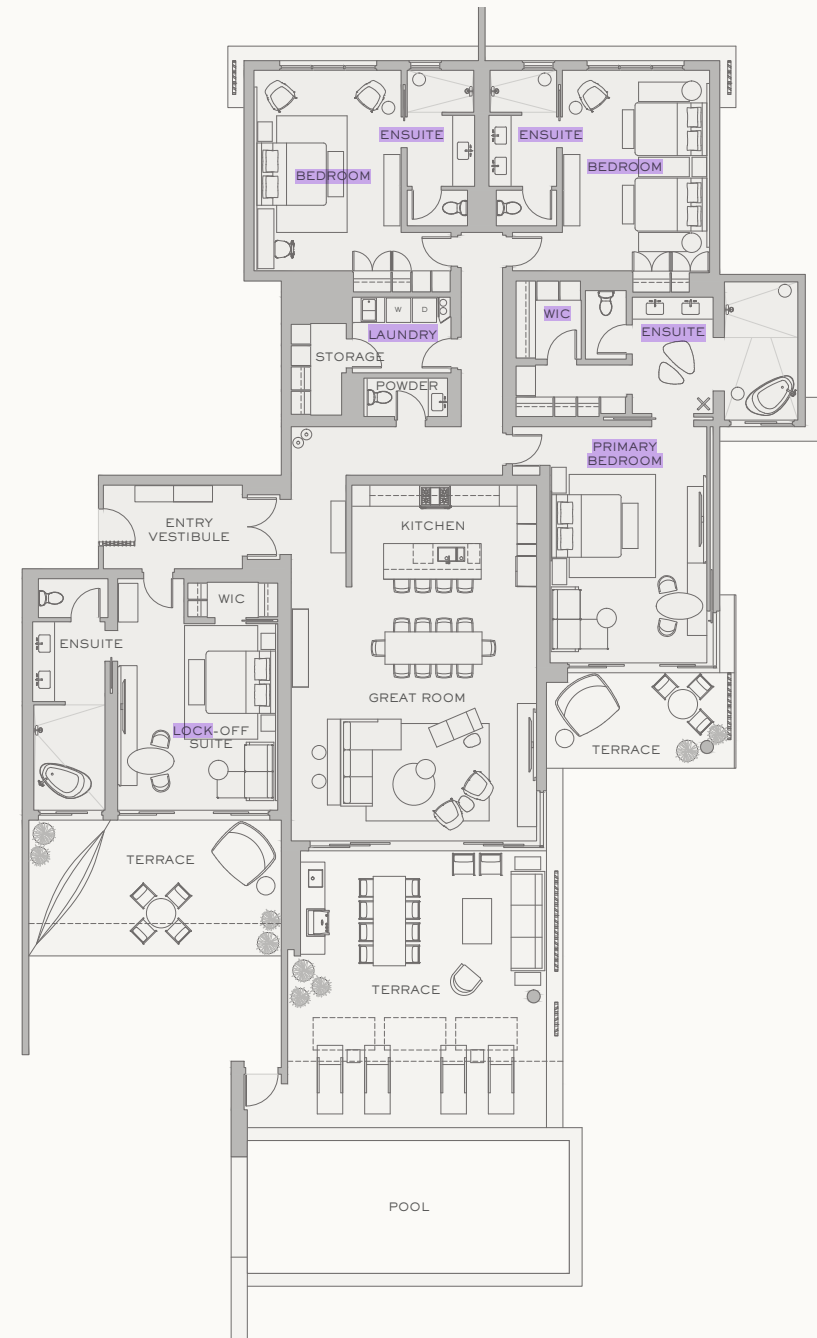 ENSUITE
ENSUITE
BEDROOM
BEDROOM
W D
WIC
LAUNDRY
ENSUITE
STORAGE
POWDER
PRIMARY
BEDROOM
ENTRY
VESTIBULE
KITCHEN
WIC
ENSUITE
GREAT ROOM
LOCK-OFF
SUITE
TERRACE
TERRACE
TERRACE
POOL